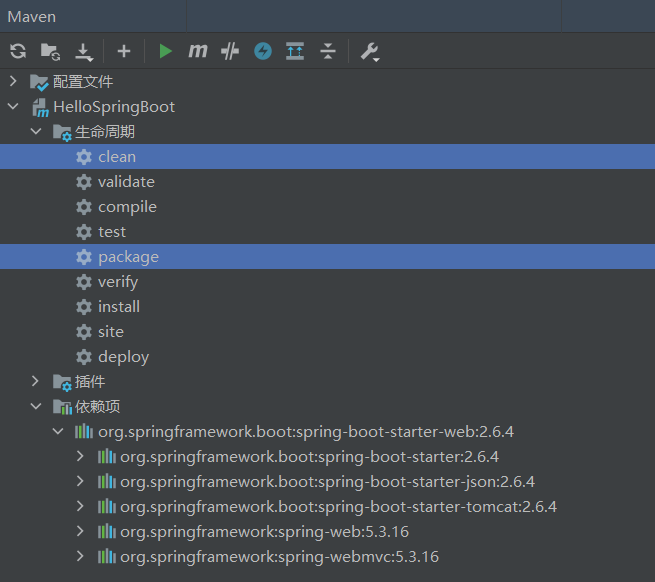 Maven
配置文件
HelloSpringBoot
生命周期
clean
validate
compile
test
package
verify
install
site
deploy
插件
依赖项
org.springframework.boot:spring-boot-starter-web:2.6.4
org.springframework.boot:spring-boot-starter:2.6.4
org.springframework.boot:spring-boot-starter-json:2.6.4
org.springframework.boot:spring-boot-starter-tomcat:2.6.4
org.springframework:spring-web:5.3.16
org.springframework:spring-webmvc:5.3.16